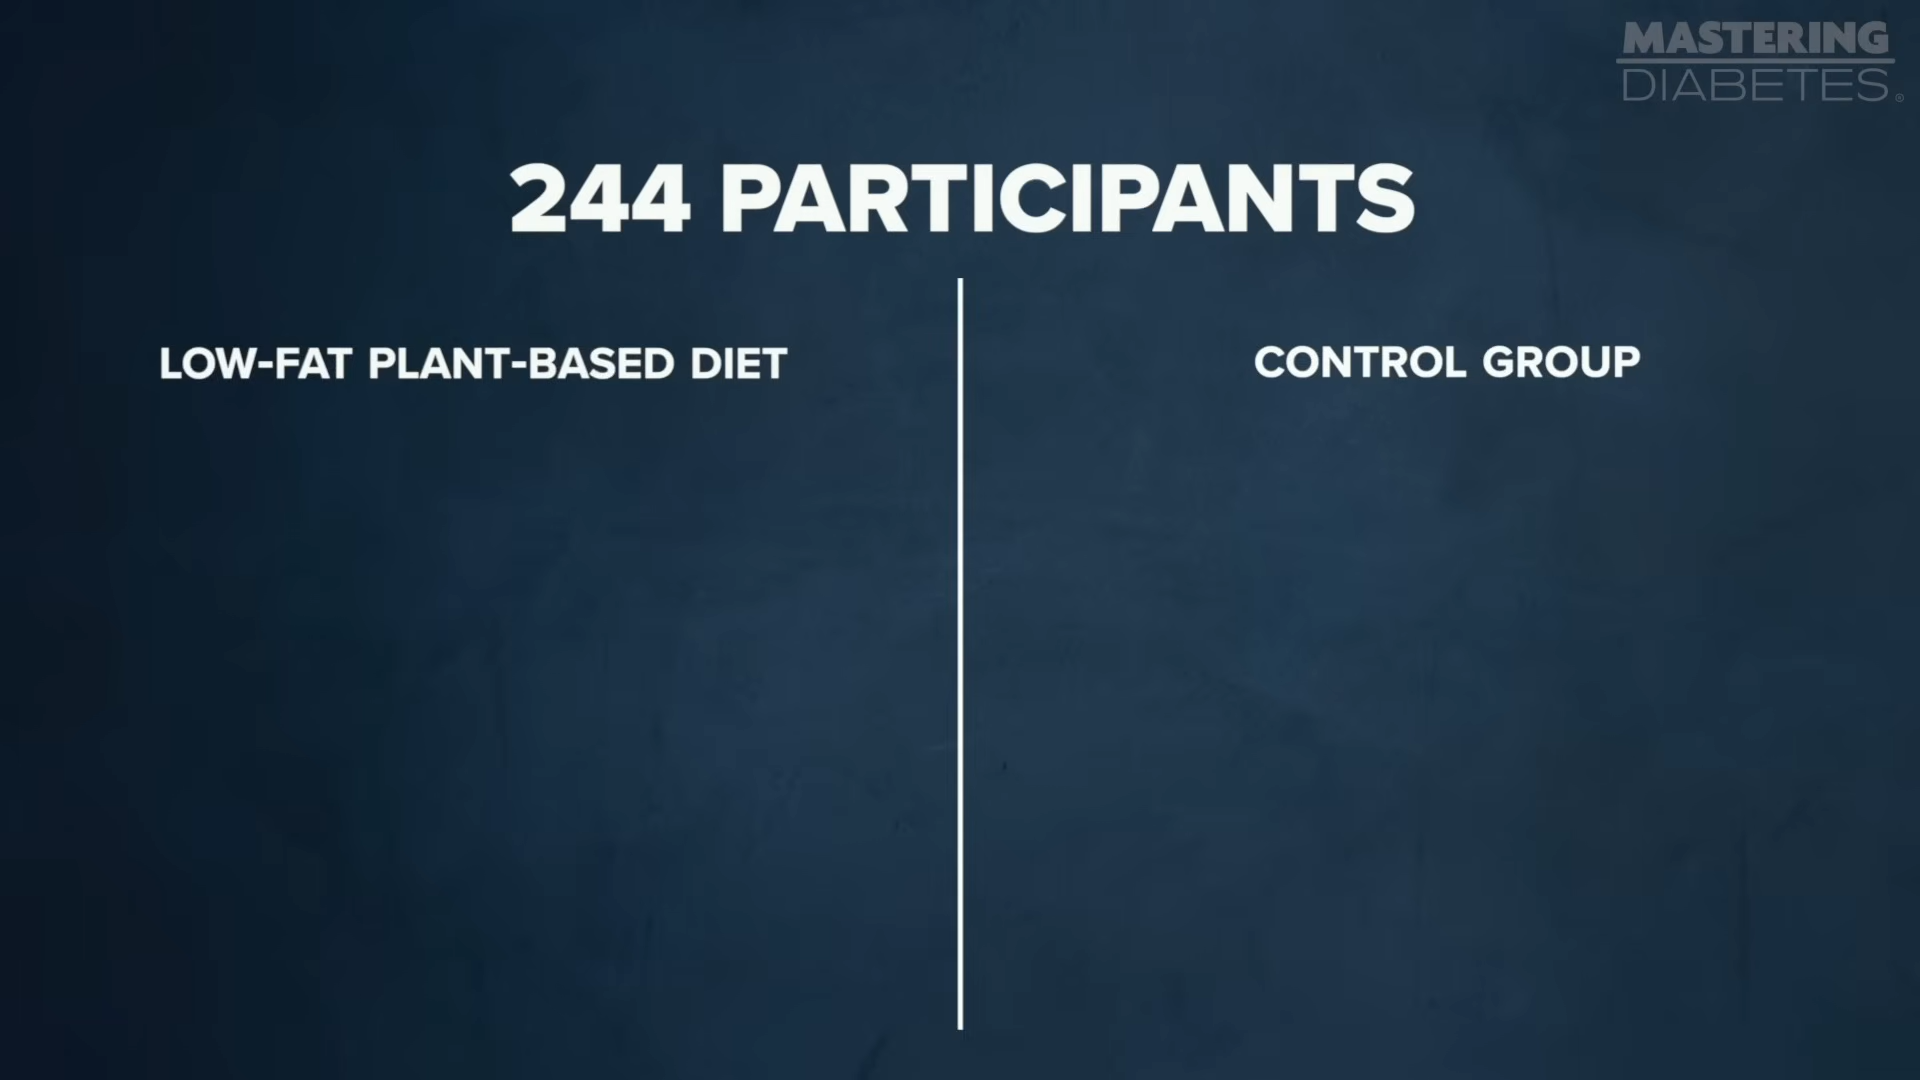 MASTERING
DIABETES®
244 PARTICIPANTS
LOW-FAT PLANT-BASED DIET
CONTROL GROUP